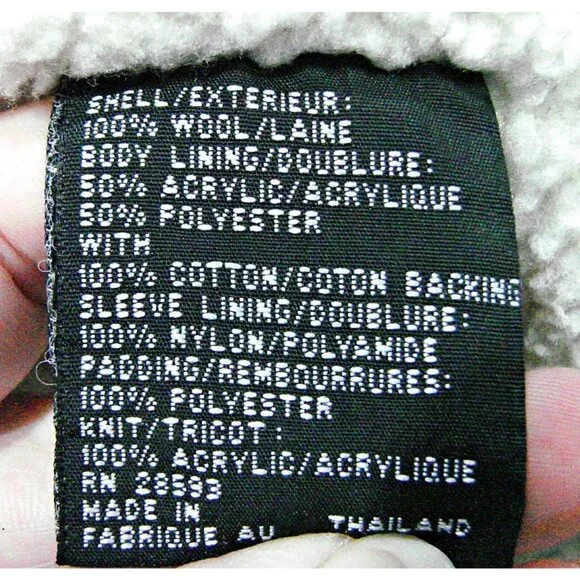 SHELL/EXTERIEUR:
100% WOOL/LAINE
BODY LINING/DOUBLURE:
50% ACRYLIC/ACRYLIQUE
50% POLYESTER
WITH
100% COTTON/COTON BACKING
SLEEVE LINING/DOUBLURE:
100% NYLON/POLYAMIDE
PADDING/REMBOURRURES:
100% POLYESTER
KNIT/TRICOT:
100% ACRYLIC/ACRYLIQUE
RN 28593
MADE IN
FABRIQUE AU THAILAND